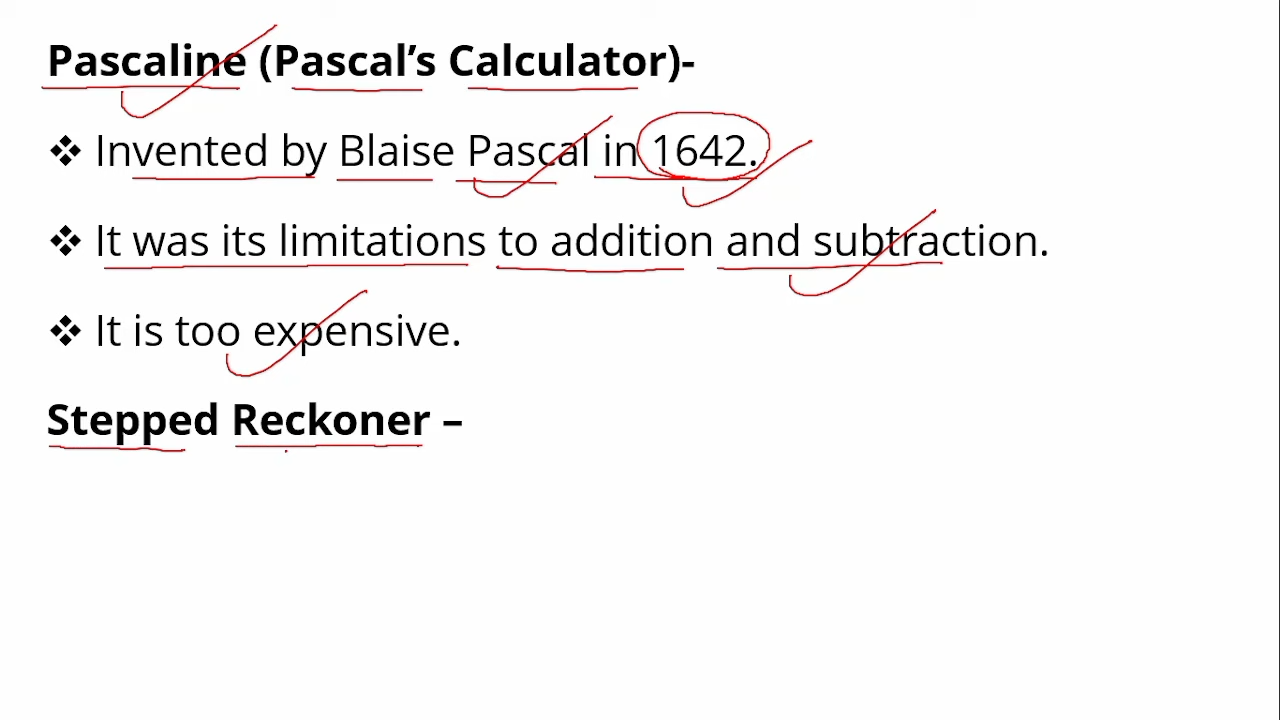 Pascaline (Pascal’s Calculator)-
❖ Invented by Blaise Pascal in 1642.
❖ It was its limitations to addition and subtraction.
❖ It is too expensive.
Stepped Reckoner –